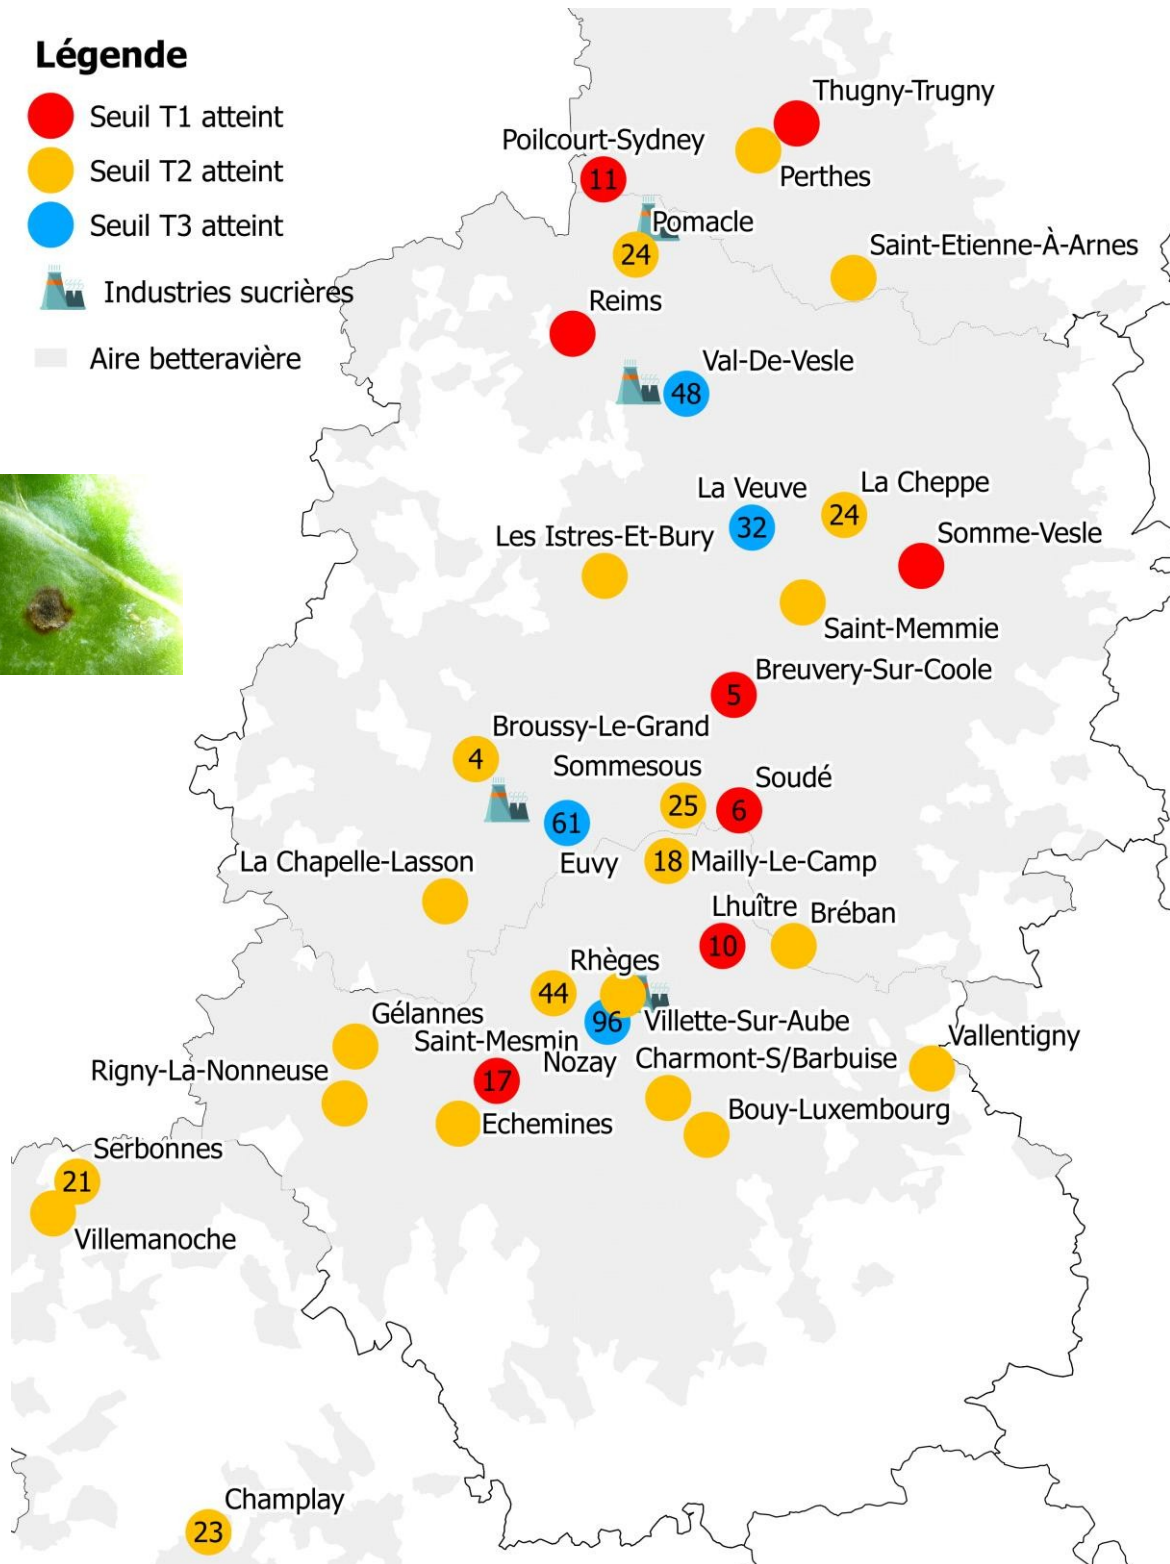 Légende
Seuil T1 atteint
Seuil T2 atteint
Seuil T3 atteint
Industries sucrières
Aire betteravière
Thugny-Trugny
Poilcourt-Sydney
11
Perthes
Pomacle
24
Saint-Etienne-À-Arnes
Reims
Val-De-Vesle
48
La Veuve
32
La Cheppe
24
Les Istres-Et-Bury
Somme-Vesle
Saint-Memmie
Breuvery-Sur-Coole
5
Broussy-Le-Grand
4
Sommesous
25
Soudé
6
61
Euvy
18
Mailly-Le-Camp
La Chapelle-Lasson
Lhuître
10
Bréban
Rhèges
44
96
Villette-Sur-Aube
Nozay
Gélannes
Saint-Mesmin
17
Charmont-S/Barbuise
Vallentigny
Rigny-La-Nonneuse
Echemines
Bouy-Luxembourg
Serbonnes
21
Villemanoche
Champlay
23